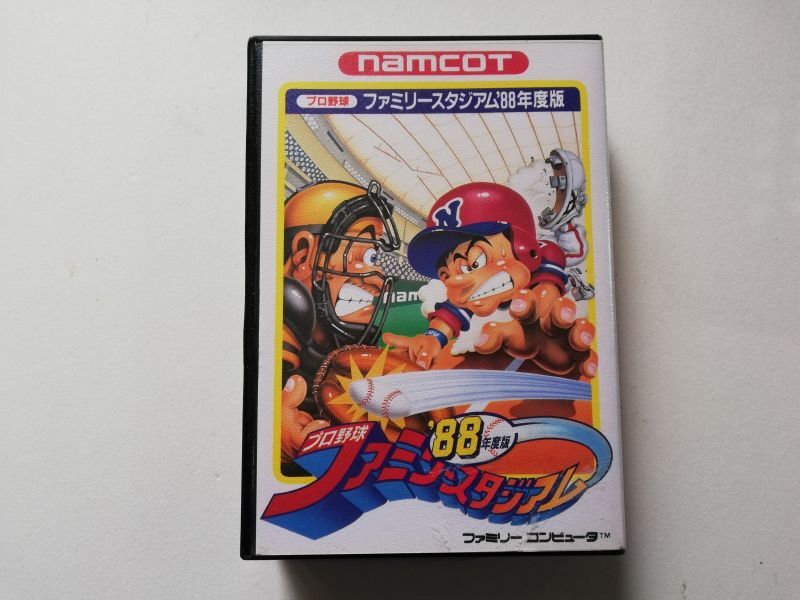 namcot
プロ野球 ファミリースタジアム'88年度版
N
nam
プロ野球 '88年度版
ファミリースタジアム
ファミリー コンピュータ™